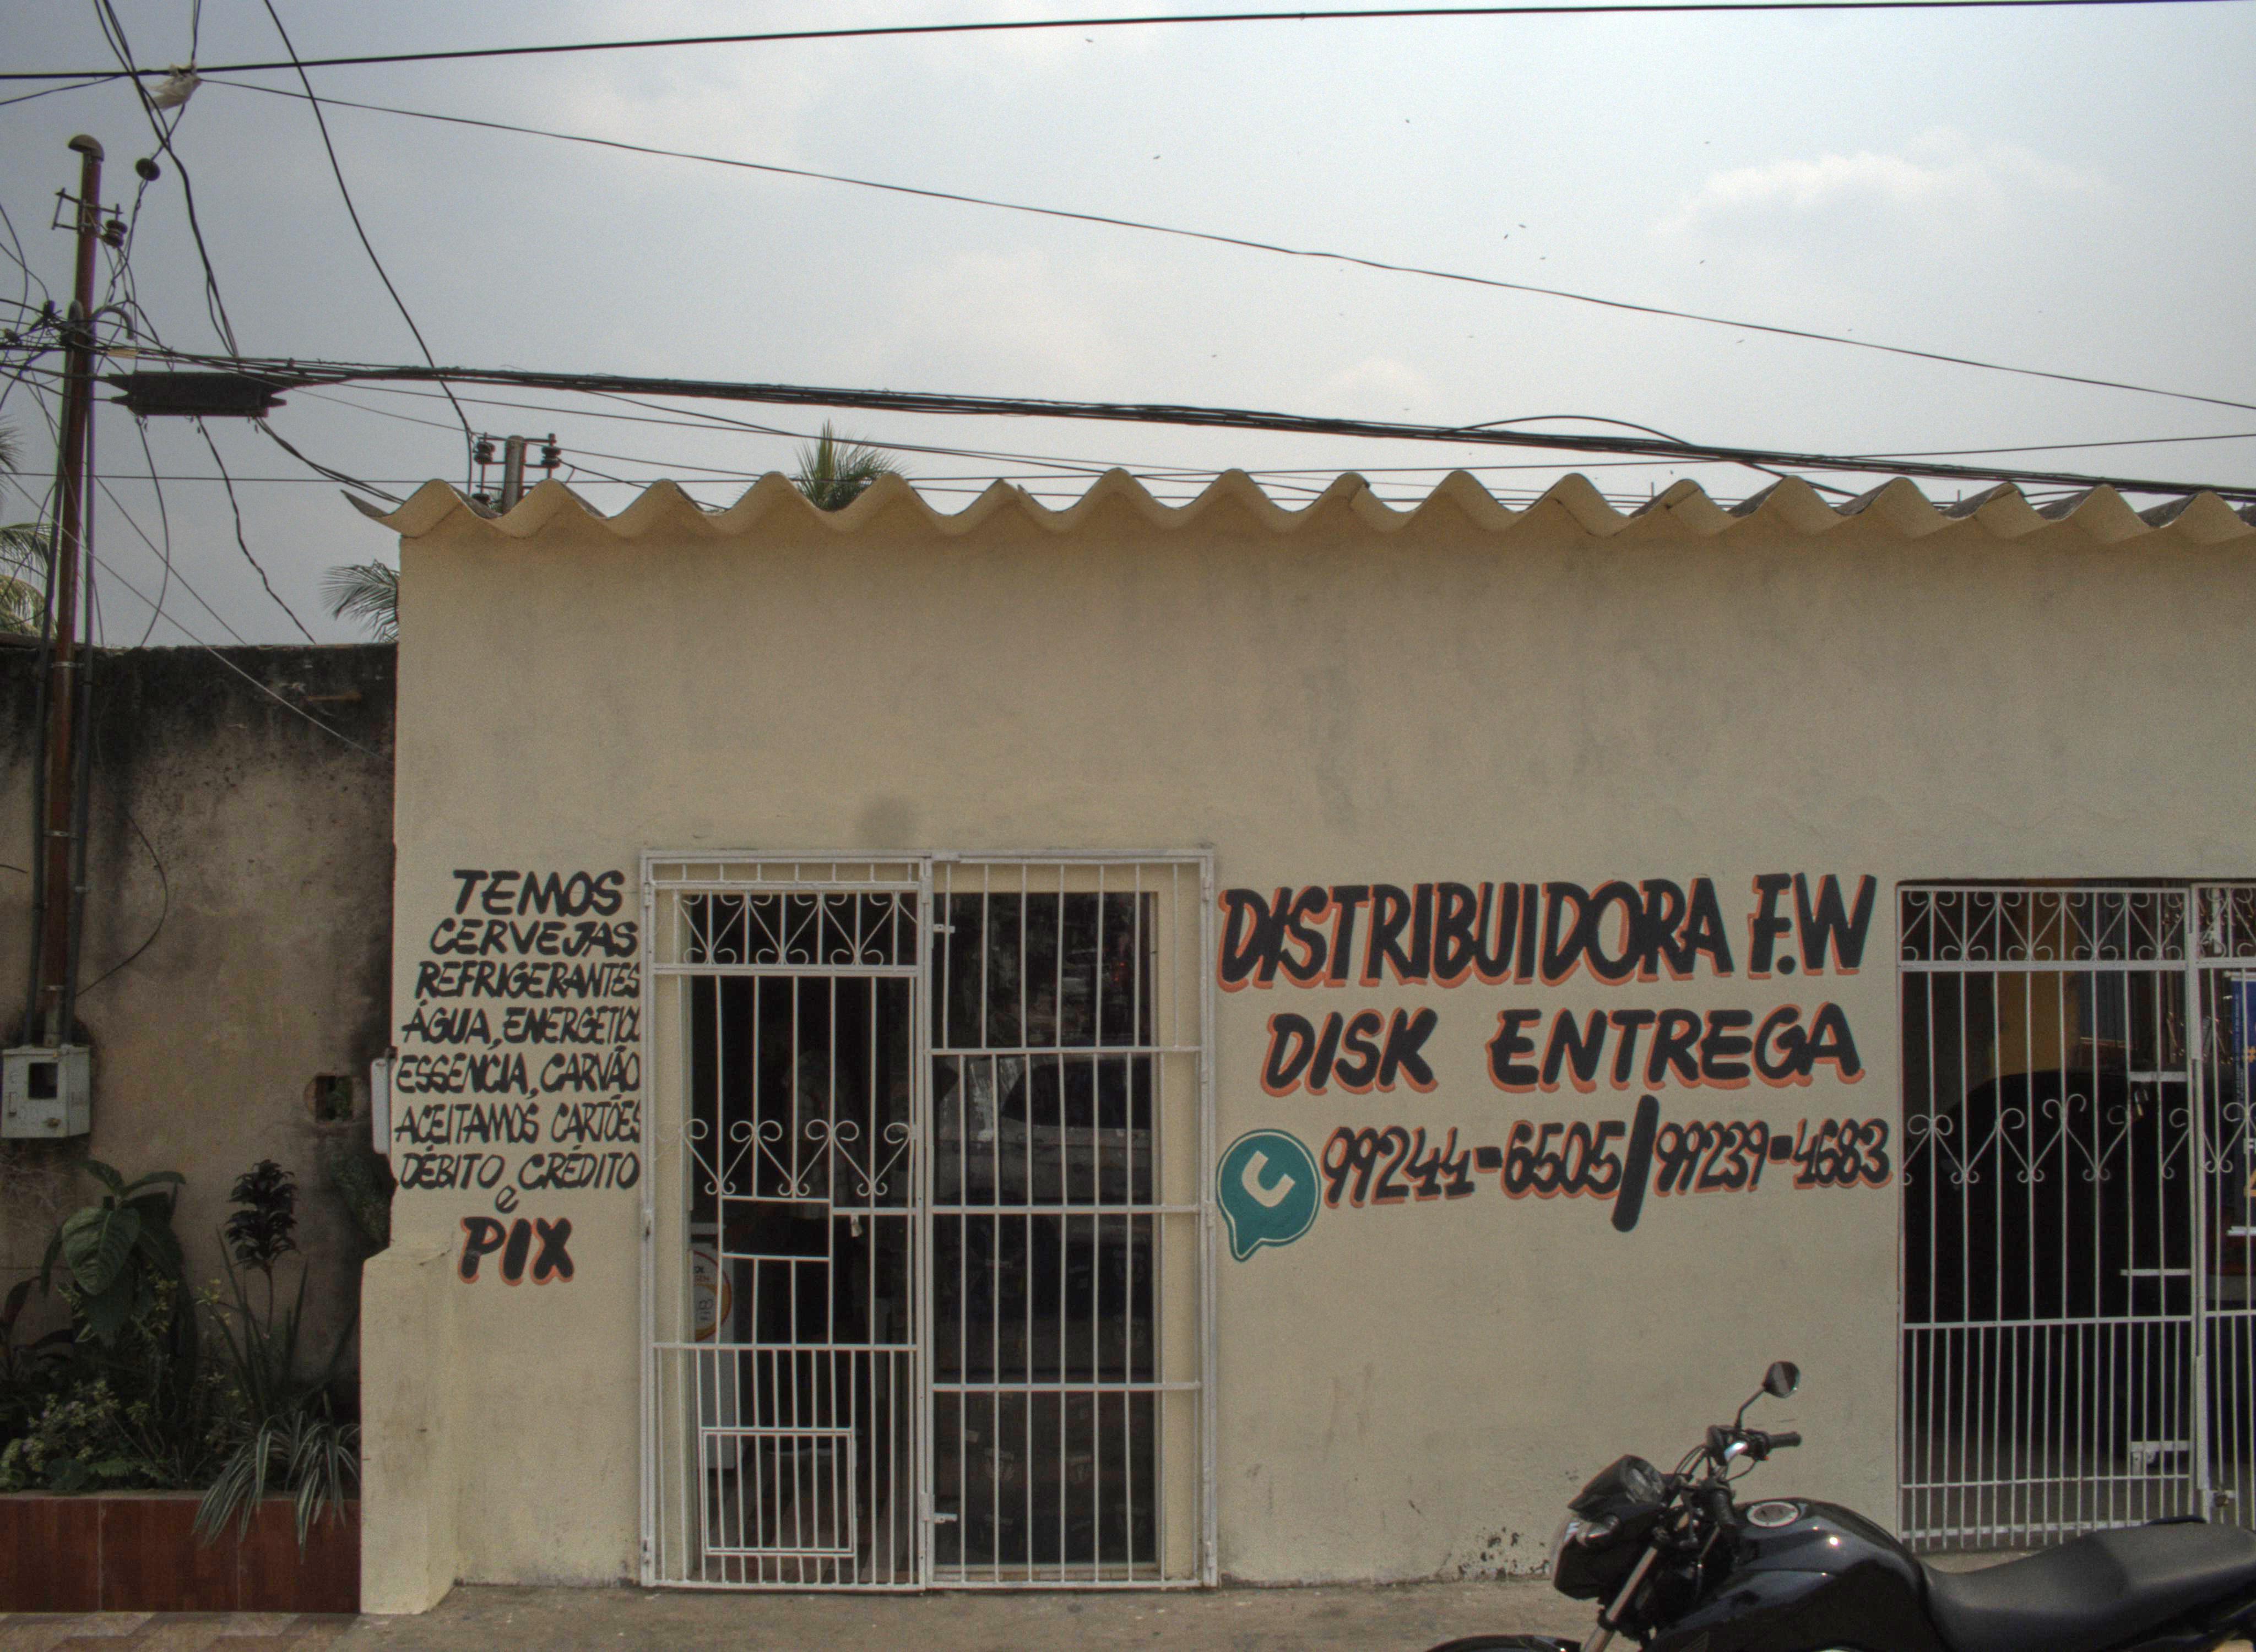 TEMOS
CERVEJAS
REFRIGERANTES
ÁGUA, ENERGETICO
ESSENCIA, CARVÃO
ACEITAMOS CARTÕES
DÉBITO, CRÉDITO
e
PIX
DISTRIBUIDORA F.W
DISK ENTREGA
99244-6505/99239-4683